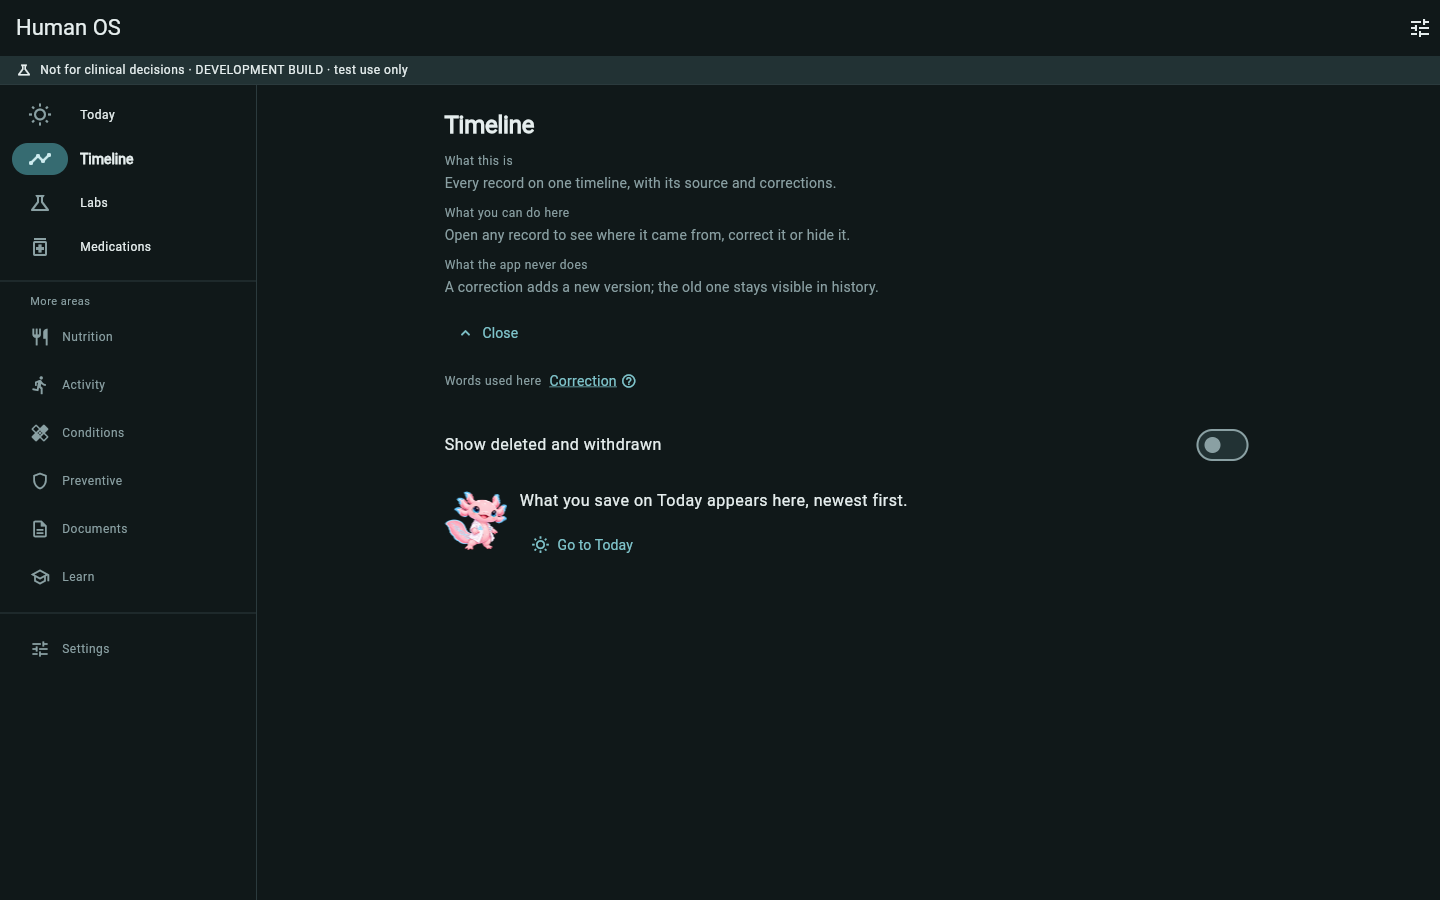 Human OS
Not for clinical decisions · DEVELOPMENT BUILD · test use only
Today
Timeline
Labs
Medications
More areas
Nutrition
Activity
Conditions
Preventive
Documents
Learn
Settings
Timeline
What this is
Every record on one timeline, with its source and corrections.
What you can do here
Open any record to see where it came from, correct it or hide it.
What the app never does
A correction adds a new version; the old one stays visible in history.
Close
Words used here Correction
Show deleted and withdrawn
What you save on Today appears here, newest first.
Go to Today